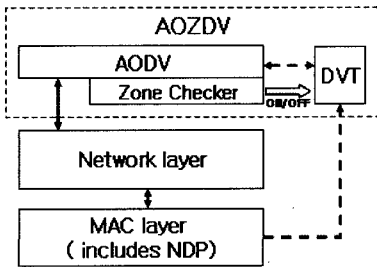 AOZDV
AODV
Zone Checker
ON/OFF
DVT
Network layer
MAC layer
( includes NDP)